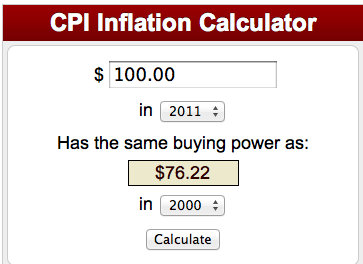 CPI Inflation Calculator
$ 100.00
in 2011
Has the same buying power as:
$76.22
in 2000
Calculate